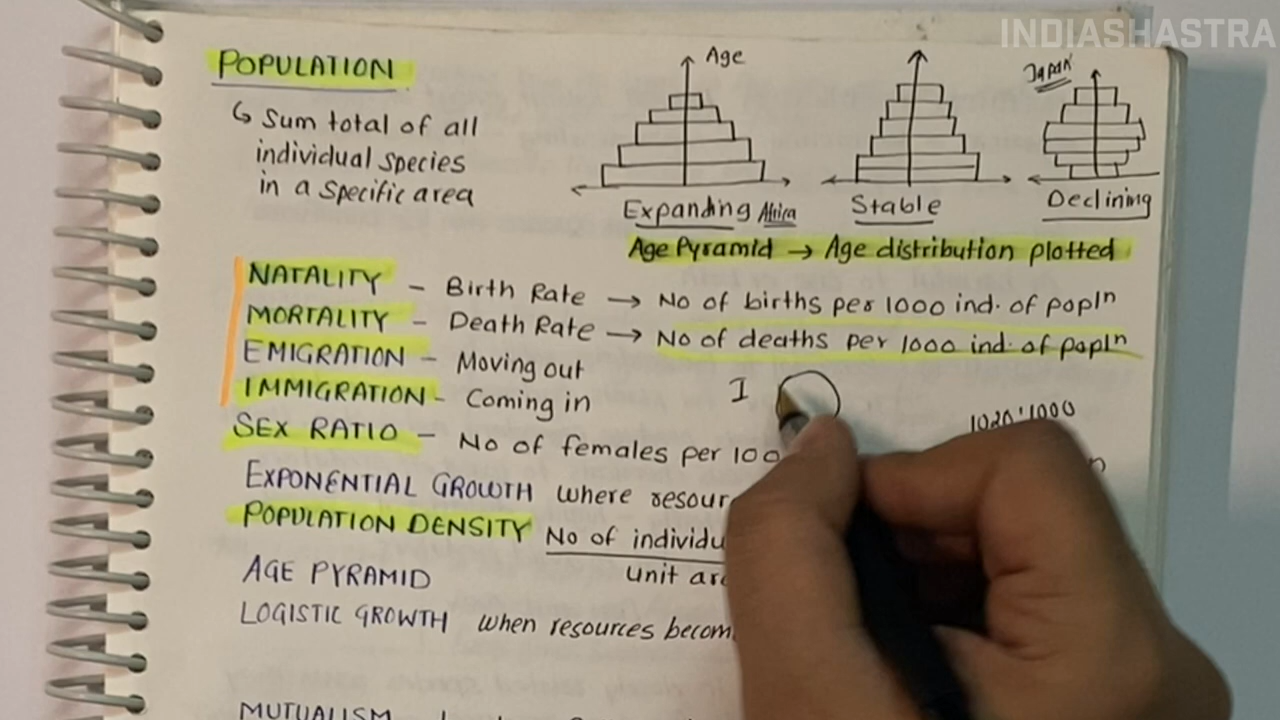 INDIASHASTRA
POPULATION
Sum total of all
individual species
in a specific area
Age
Japan
Expanding Africa
Stable
Declining
Age Pyramid → Age distribution plotted
NATALITY - Birth Rate → No of births per 1000 ind. of popln
MORTALITY - Death Rate → No of deaths per 1000 ind. of popln
EMIGRATION - Moving out
IMMIGRATION - Coming in
I
1020:1000
SEX RATIO - No of females per 100
EXPONENTIAL GROWTH where resour
POPULATION DENSITY No of individu
unit are
AGE PYRAMID
LOGISTIC GROWTH when resources becom
MUTUALISM